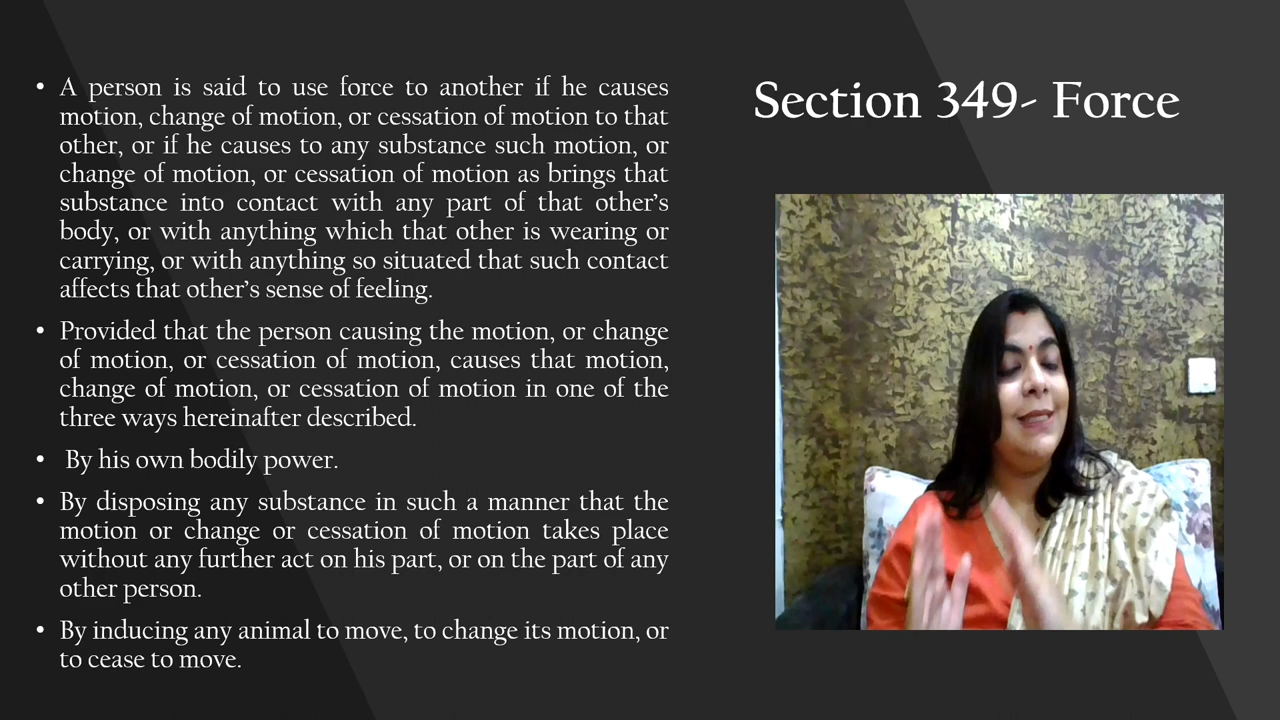 Section 349- Force
• A person is said to use force to another if he causes
motion, change of motion, or cessation of motion to that
other, or if he causes to any substance such motion, or
change of motion, or cessation of motion as brings that
substance into contact with any part of that other’s
body, or with anything which that other is wearing or
carrying, or with anything so situated that such contact
affects that other’s sense of feeling.
• Provided that the person causing the motion, or change
of motion, or cessation of motion, causes that motion,
change of motion, or cessation of motion in one of the
three ways hereinafter described.
• By his own bodily power.
• By disposing any substance in such a manner that the
motion or change or cessation of motion takes place
without any further act on his part, or on the part of any
other person.
• By inducing any animal to move, to change its motion, or
to cease to move.